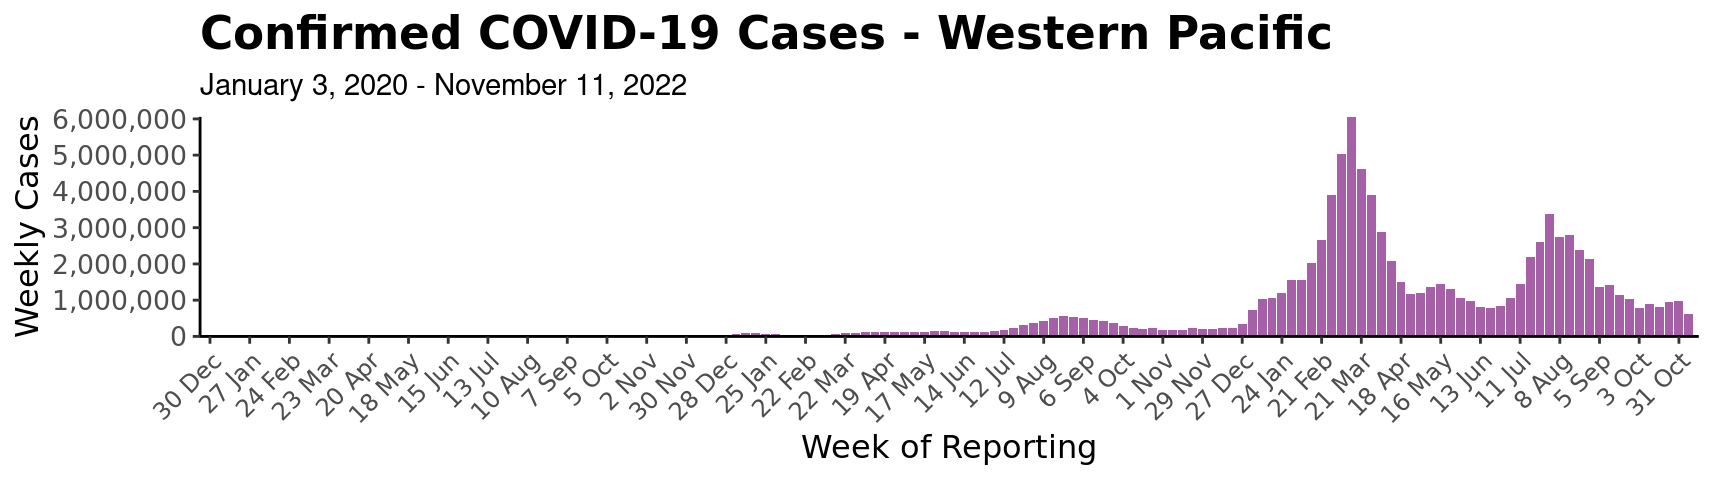 Confirmed COVID-19 Cases - Western Pacific
January 3, 2020 - November 11, 2022
Weekly Cases
6,000,000
5,000,000
4,000,000
3,000,000
2,000,000
1,000,000
0
30 Dec
27 Jan
24 Feb
23 Mar
20 Apr
18 May
15 Jun
13 Jul
10 Aug
7 Sep
5 Oct
2 Nov
30 Nov
28 Dec
25 Jan
22 Feb
22 Mar
19 Apr
17 May
14 Jun
12 Jul
9 Aug
6 Sep
4 Oct
1 Nov
29 Nov
27 Dec
24 Jan
21 Feb
21 Mar
18 Apr
16 May
13 Jun
11 Jul
8 Aug
5 Sep
3 Oct
31 Oct
Week of Reporting